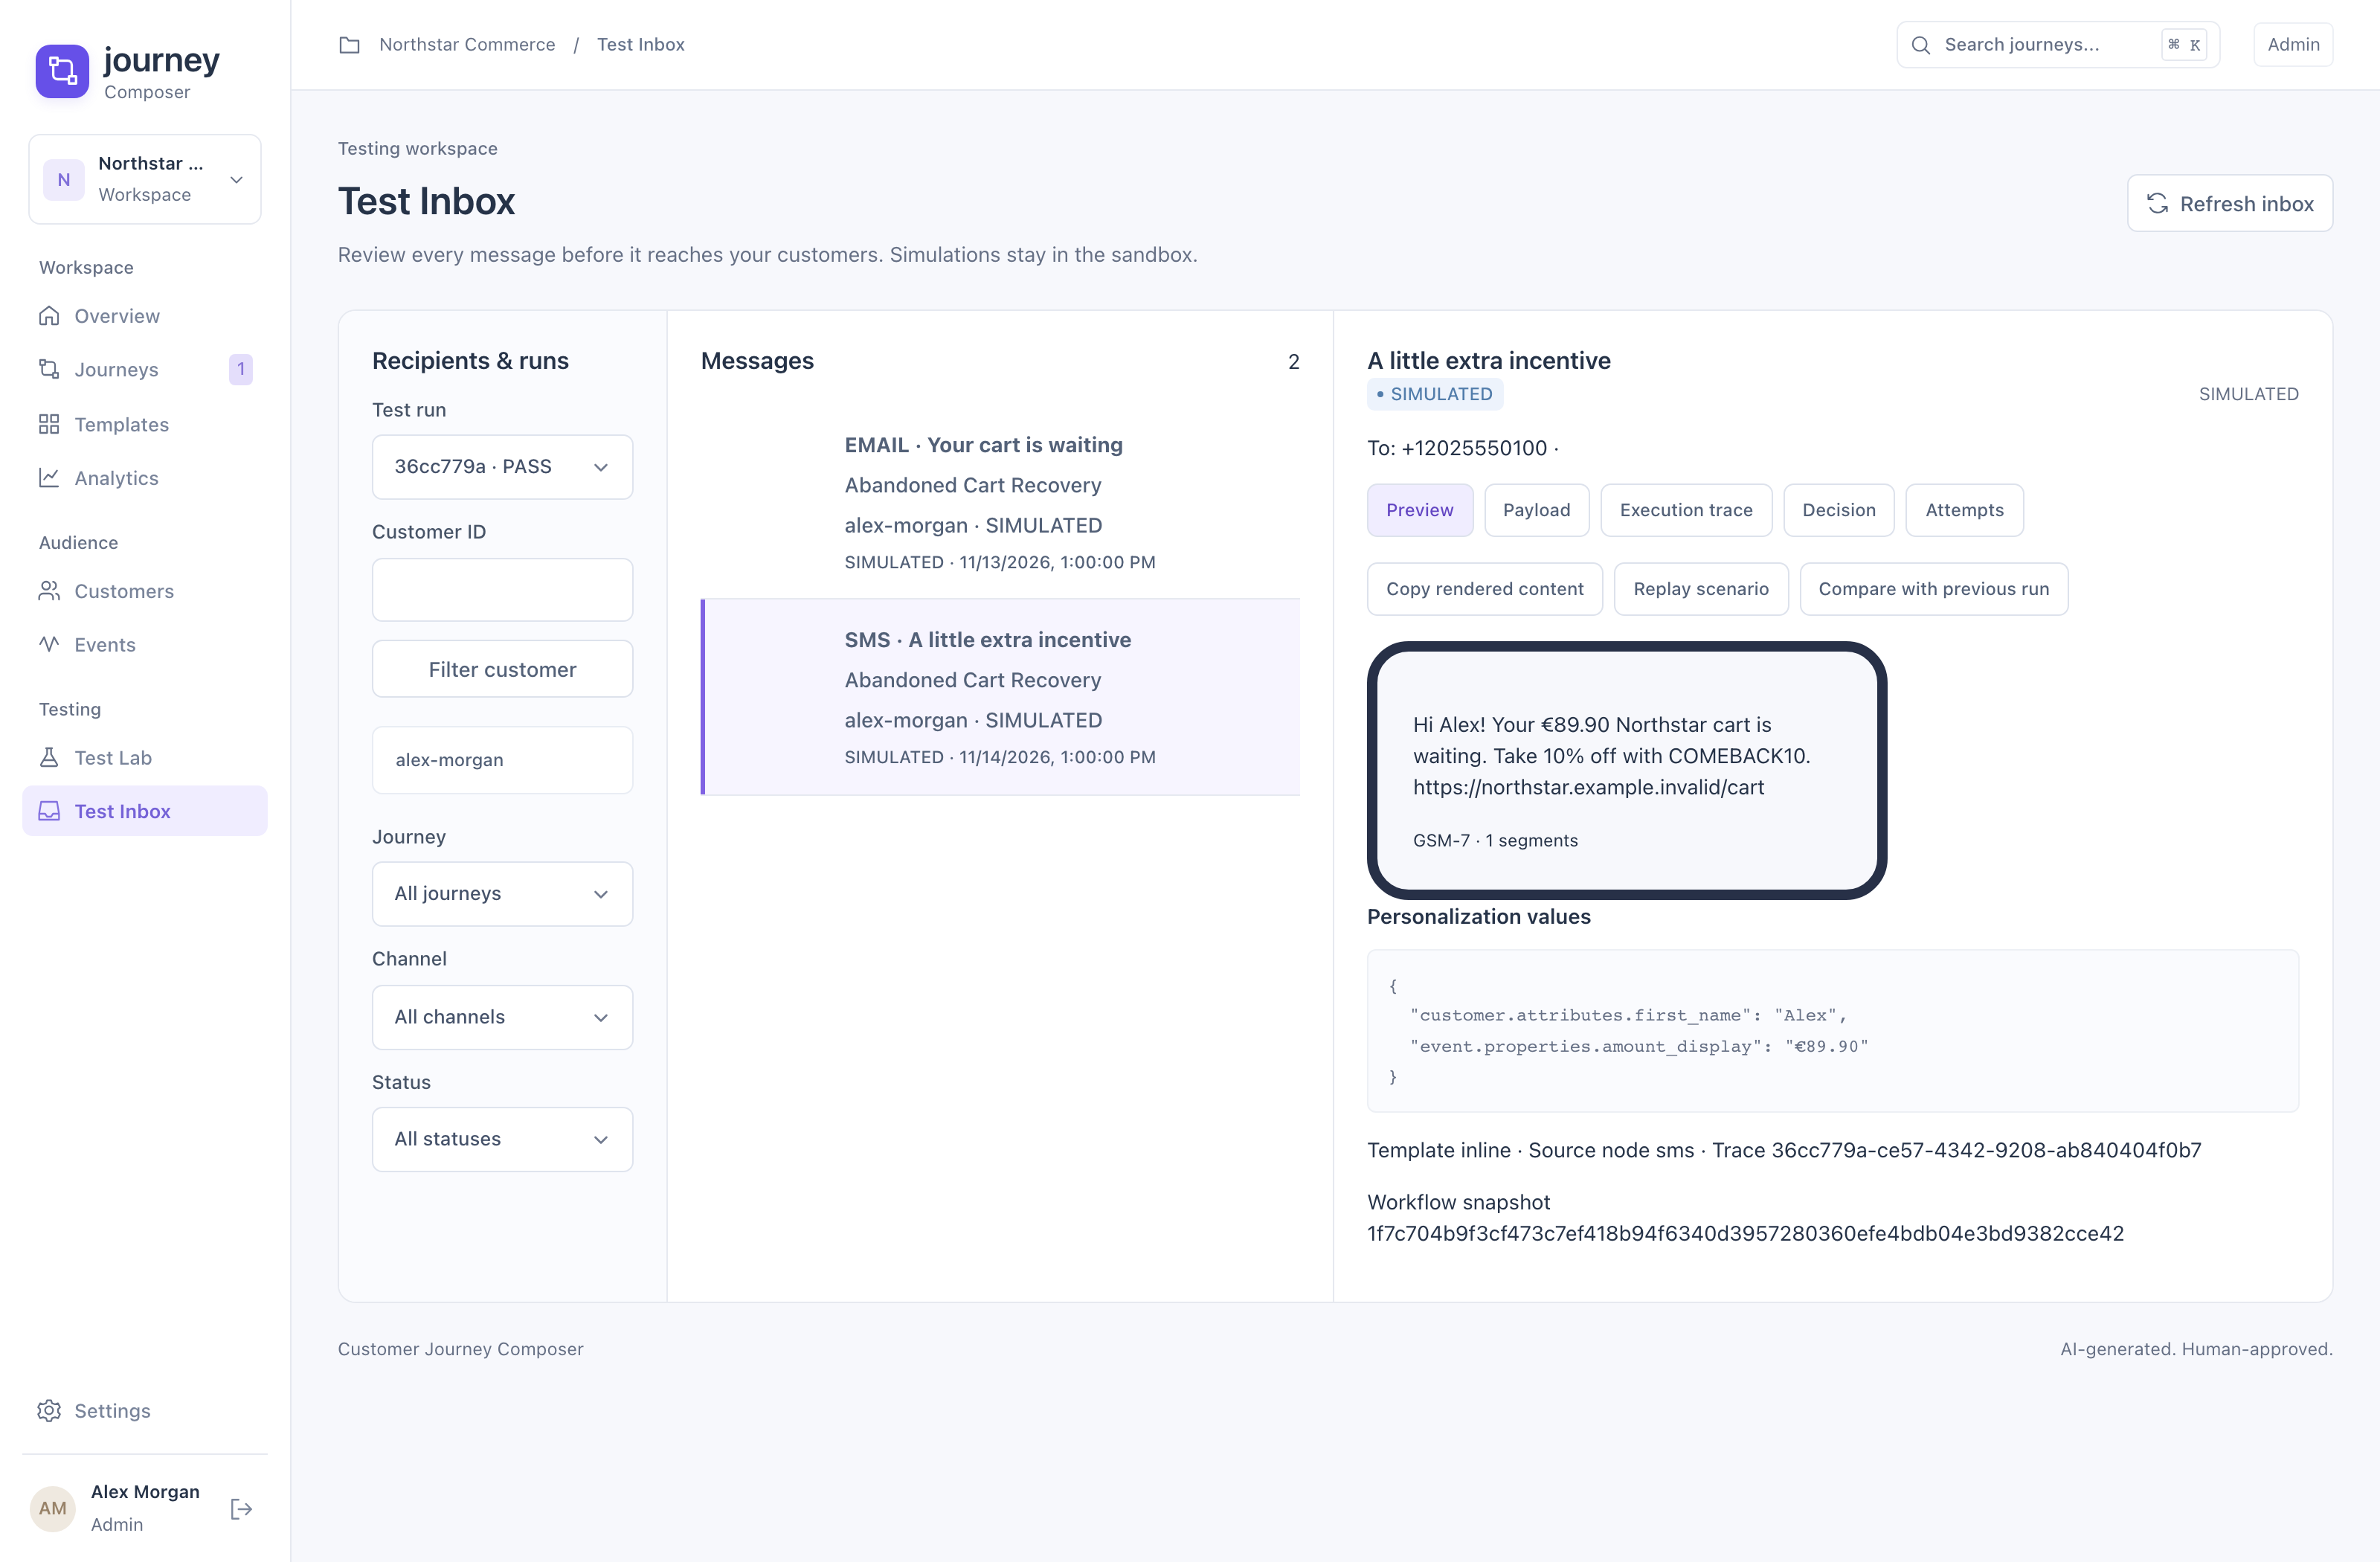 journey
Composer
N
Northstar ...
Workspace
Workspace
Overview
Journeys
1
Templates
Analytics
Audience
Customers
Events
Testing
Test Lab
Test Inbox
Settings
AM
Alex Morgan
Admin
Northstar Commerce / Test Inbox
Search journeys...
⌘ K
Admin
Testing workspace
Test Inbox
Review every message before it reaches your customers. Simulations stay in the sandbox.
Refresh inbox
Recipients & runs
Test run
36cc779a · PASS
Customer ID
Filter customer
alex-morgan
Journey
All journeys
Channel
All channels
Status
All statuses
Messages
2
EMAIL · Your cart is waiting
Abandoned Cart Recovery
alex-morgan · SIMULATED
SIMULATED · 11/13/2026, 1:00:00 PM
SMS · A little extra incentive
Abandoned Cart Recovery
alex-morgan · SIMULATED
SIMULATED · 11/14/2026, 1:00:00 PM
A little extra incentive
• SIMULATED
SIMULATED
To: +12025550100 ·
Preview
Payload
Execution trace
Decision
Attempts
Copy rendered content
Replay scenario
Compare with previous run
Hi Alex! Your €89.90 Northstar cart is
waiting. Take 10% off with COMEBACK10.
https://northstar.example.invalid/cart
GSM-7 · 1 segments
Personalization values
{
"customer.attributes.first_name": "Alex",
"event.properties.amount_display": "€89.90"
}
Template inline · Source node sms · Trace 36cc779a-ce57-4342-9208-ab840404f0b7
Workflow snapshot
1f7c704b9f3cf473c7ef418b94f6340d3957280360efe4bdb04e3bd9382cce42
Customer Journey Composer
AI-generated. Human-approved.